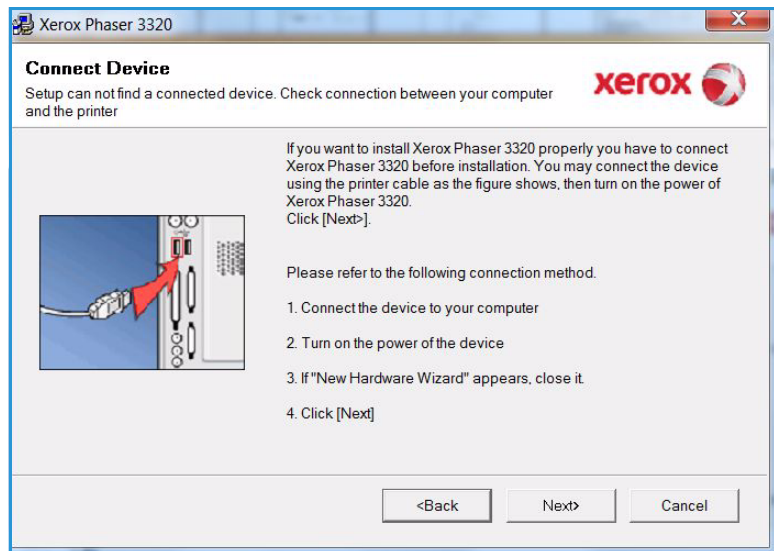 Xerox Phaser 3320
X
Connect Device
Setup can not find a connected device. Check connection between your computer
and the printer
xerox
If you want to install Xerox Phaser 3320 properly you have to connect
Xerox Phaser 3320 before installation. You may connect the device
using the printer cable as the figure shows, then turn on the power of
Xerox Phaser 3320.
Click [Next>].
Please refer to the following connection method.
1. Connect the device to your computer
2. Turn on the power of the device
3. If "New Hardware Wizard" appears, close it.
4. Click [Next]
<Back
Next>
Cancel